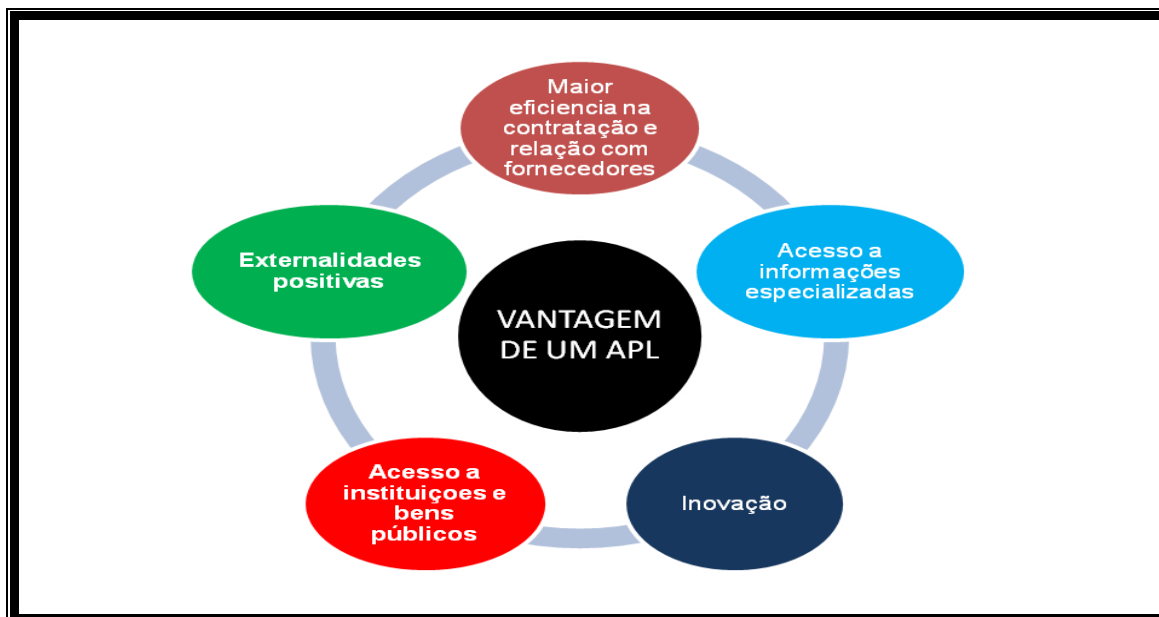 Maior
eficiencia na
contratação e
relação com
fornecedores
Externalidades
positivas
Acesso a
informações
especializadas
VANTAGEM
DE UM APL
Acesso a
instituiçoes e
bens
públicos
Inovação